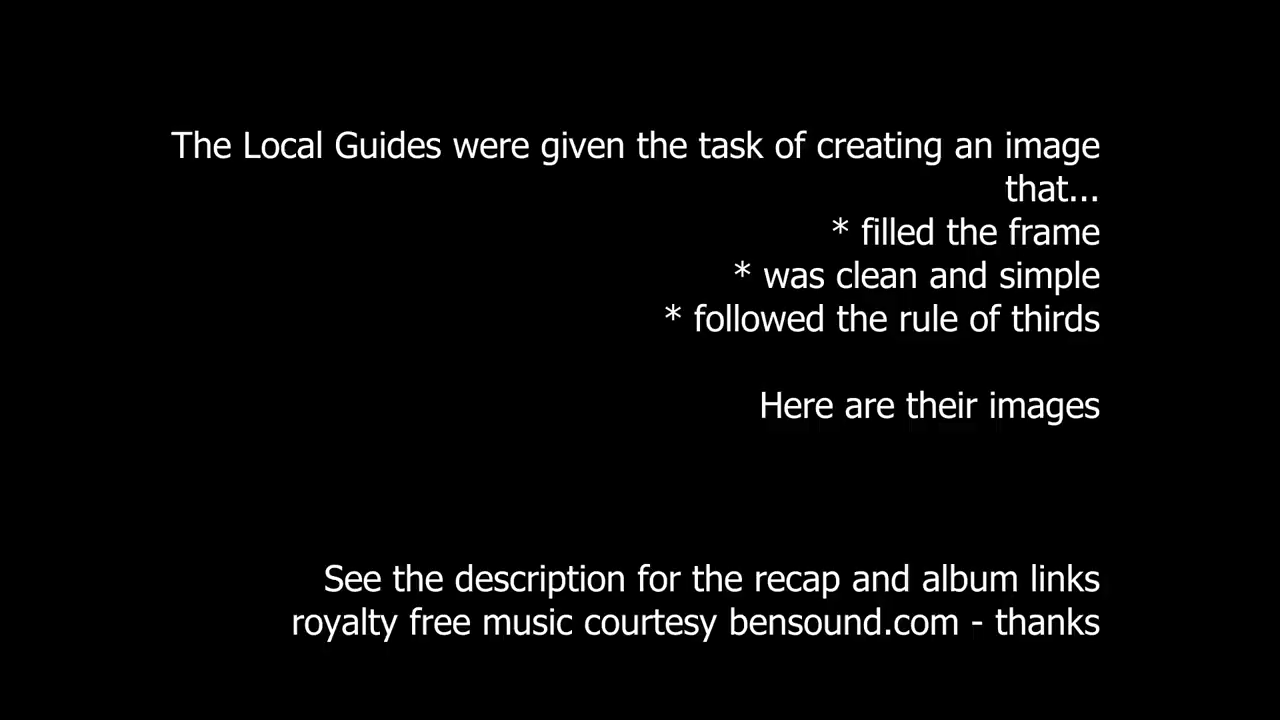 The Local Guides were given the task of creating an image
that...
* filled the frame
* was clean and simple
* followed the rule of thirds
Here are their images
See the description for the recap and album links
royalty free music courtesy bensound.com - thanks